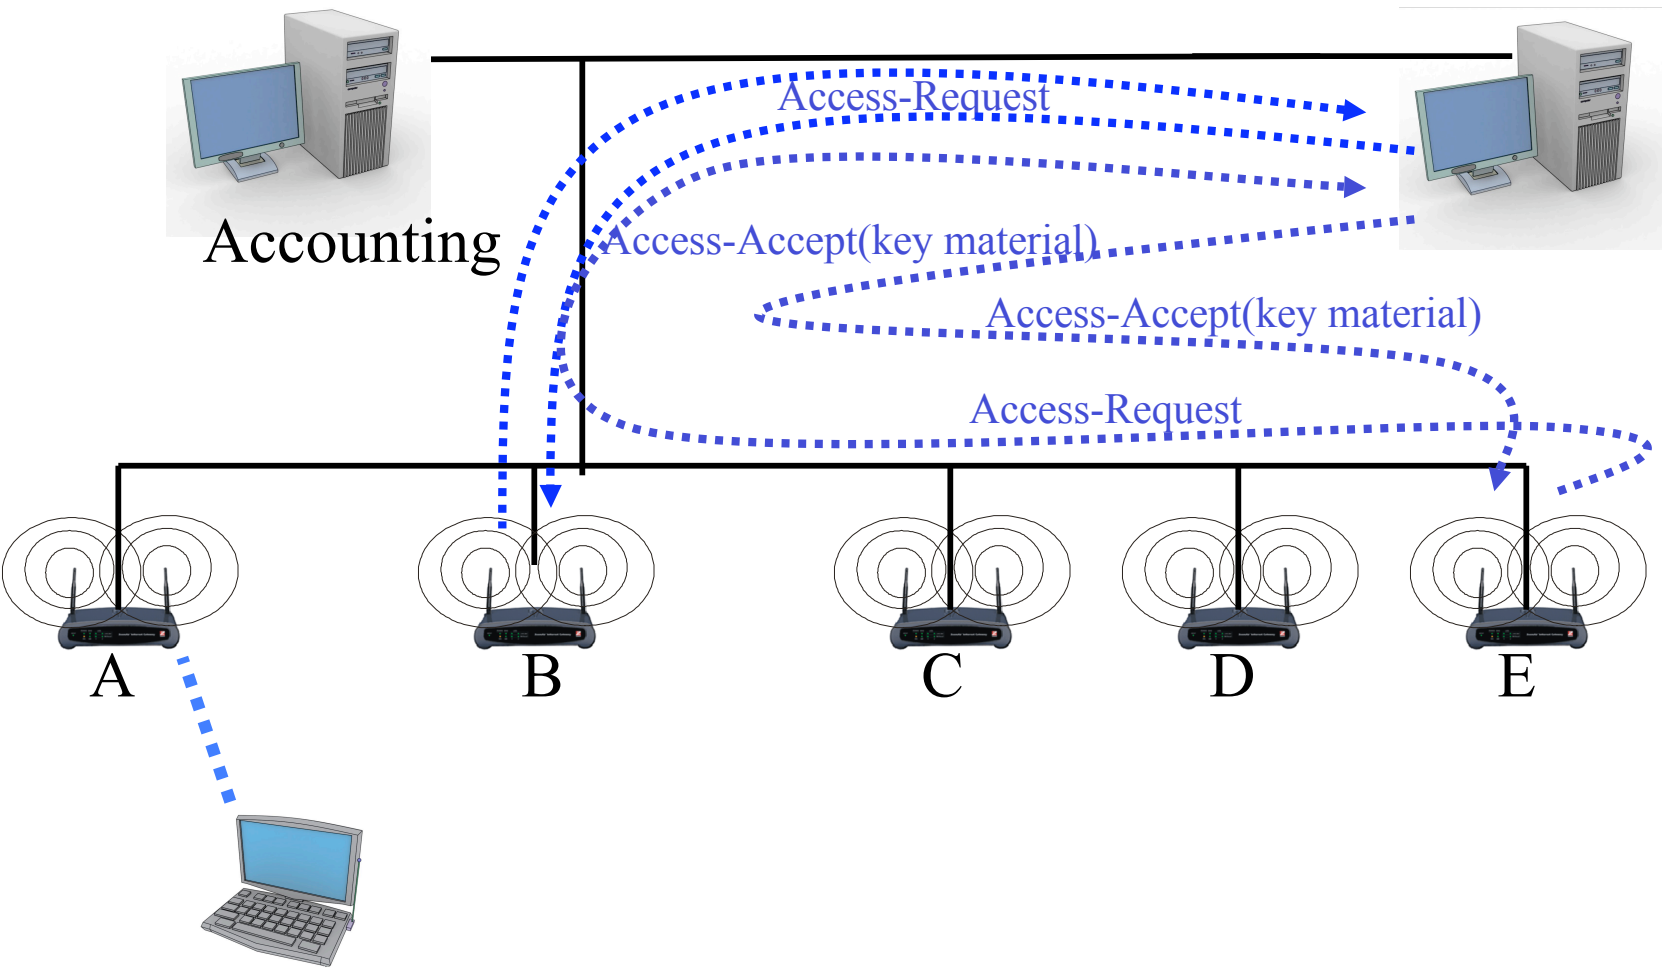 Access-Request
Accounting
Access-Accept(key material)
Access-Accept(key material)
Access-Request
A
B
C
D
E